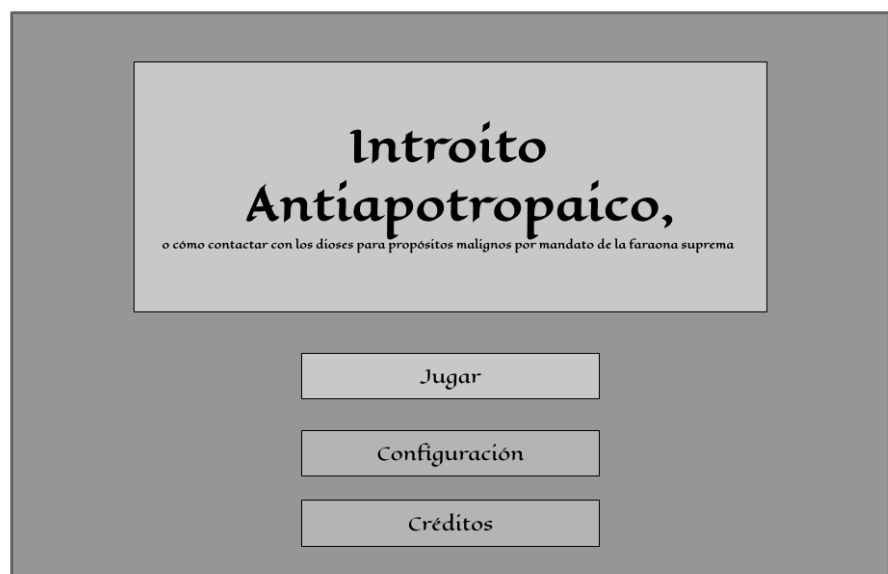 Introito
Antiapotropaico,
o cómo contactar con los dioses para propósitos malignos por mandato de la faraona suprema
Jugar
Configuración
Créditos